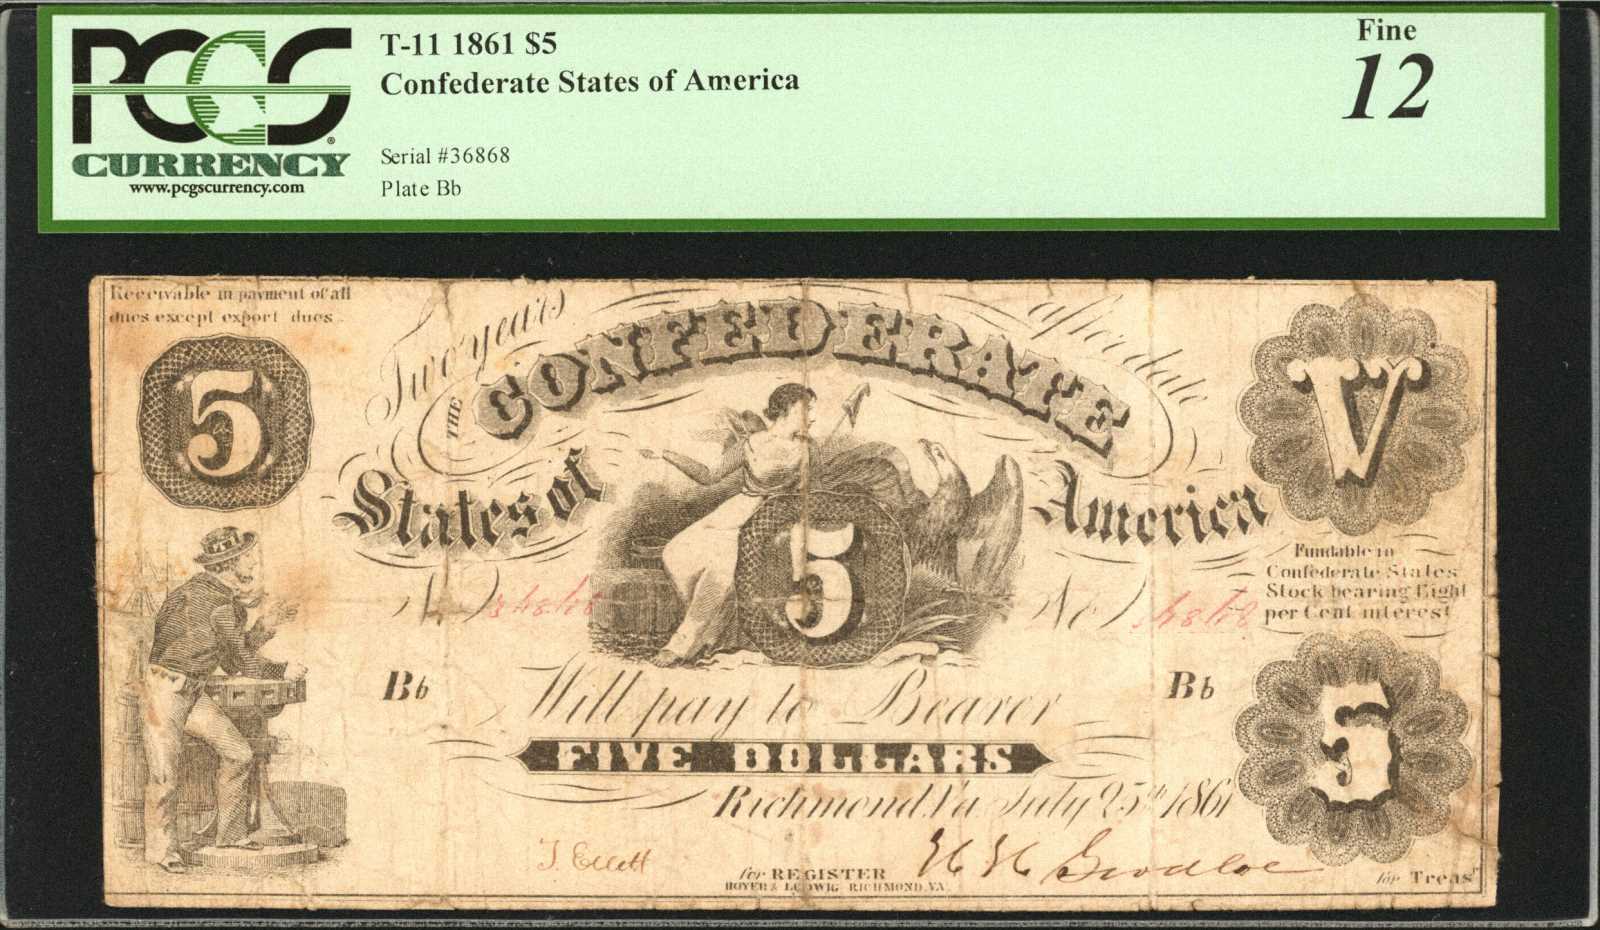 PCGS
CURRENCY
www.pcgscurrency.com
T-11 1861 $5
Confederate States of America
Serial #36868
Plate Bb
Fine
12
Receivable in payment of all
dues except export dues.
Two years after date
THE CONFEDERATE
States of America
5
V
5
Fundable in
Confederate States
Stock bearing Eight
per Cent interest
No
No
Bb
Bb
Will pay to Bearer
FIVE DOLLARS
5
Richmond, Va July 25th 1861
J. Ellett
for REGISTER
HOYER & LUDWIG RICHMOND, VA.
for Treasr